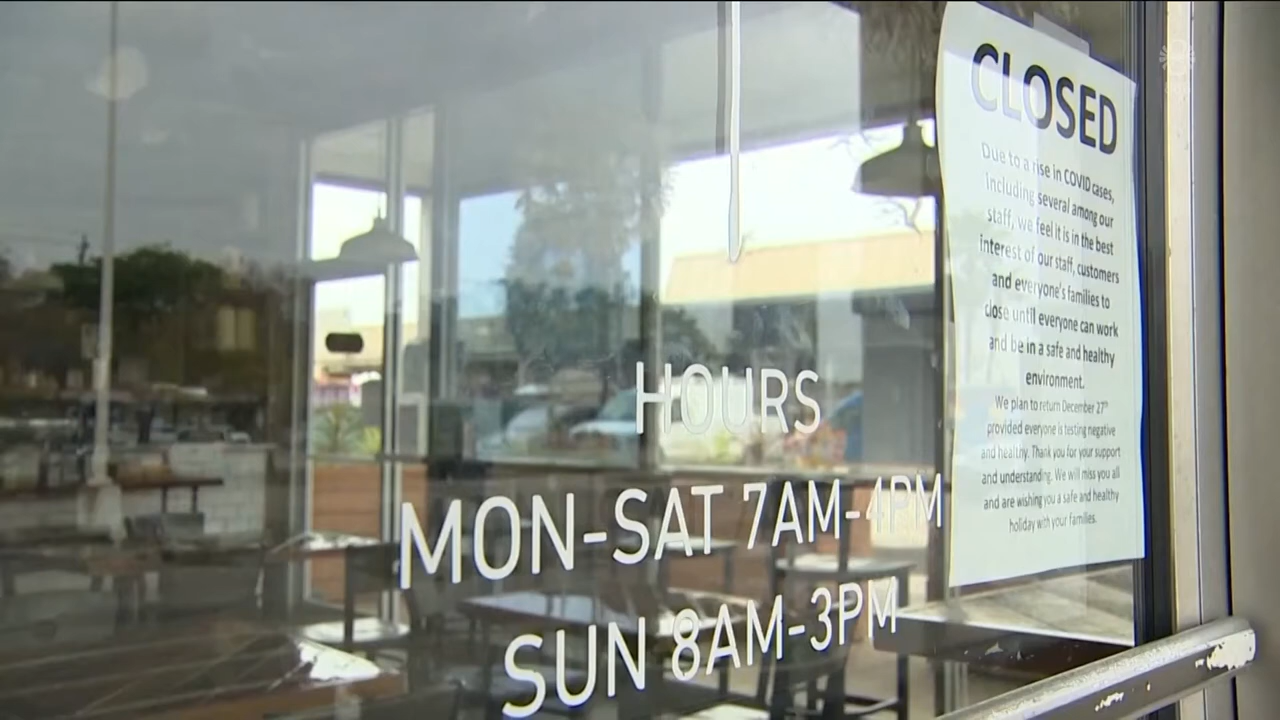 HOURS
MON-SAT 7AM-4PM
SUN 8AM-3PM
CLOSED
Due to a rise in COVID cases,
including several among our
staff, we feel it is in the best
interest of our staff, customers
and everyone's families to
close until everyone can work
and be in a safe and healthy
environment.
We plan to return December 27th
provided everyone is testing negative
and healthy. Thank you for your support
and understanding. We will miss you all
and are wishing you a safe and healthy
holiday with your families.